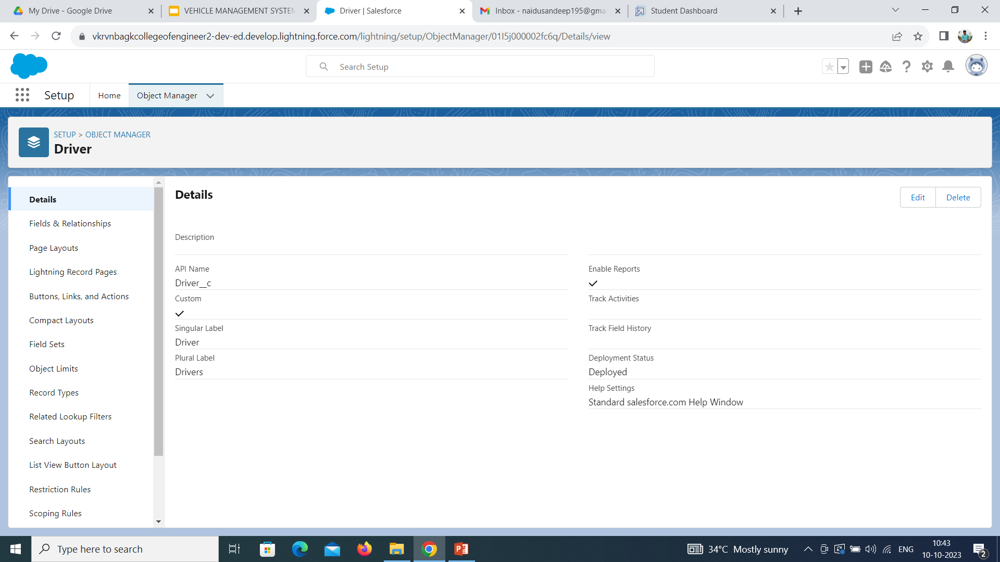 My Drive - Google Drive
VEHICLE MANAGEMENT SYSTEM
Driver | Salesforce
Inbox - naidusandeep195@gma
Student Dashboard
vkrvnbagkcollegeofengineer2-dev-ed.develop.lightning.force.com/lightning/setup/ObjectManager/01I5j000002fc6q/Details/view
Search Setup
Setup
Home
Object Manager
SETUP > OBJECT MANAGER
Driver
Details
Fields & Relationships
Page Layouts
Lightning Record Pages
Buttons, Links, and Actions
Compact Layouts
Field Sets
Object Limits
Record Types
Related Lookup Filters
Search Layouts
List View Button Layout
Restriction Rules
Scoping Rules
Details
Edit
Delete
Description
API Name
Driver__c
Custom
Singular Label
Driver
Plural Label
Drivers
Enable Reports
Track Activities
Track Field History
Deployment Status
Deployed
Help Settings
Standard salesforce.com Help Window
Type here to search
34°C Mostly sunny
ENG
10:43
10-10-2023
2